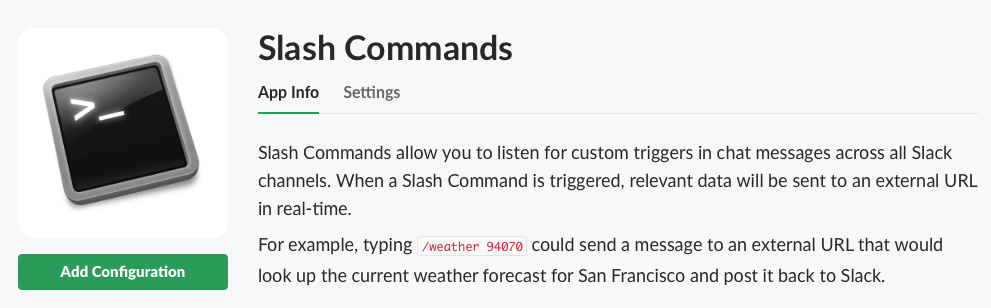 Slash Commands
App Info Settings
>_
Slash Commands allow you to listen for custom triggers in chat messages across all Slack
channels. When a Slash Command is triggered, relevant data will be sent to an external URL
in real-time.
For example, typing /weather 94070 could send a message to an external URL that would
look up the current weather forecast for San Francisco and post it back to Slack.
Add Configuration